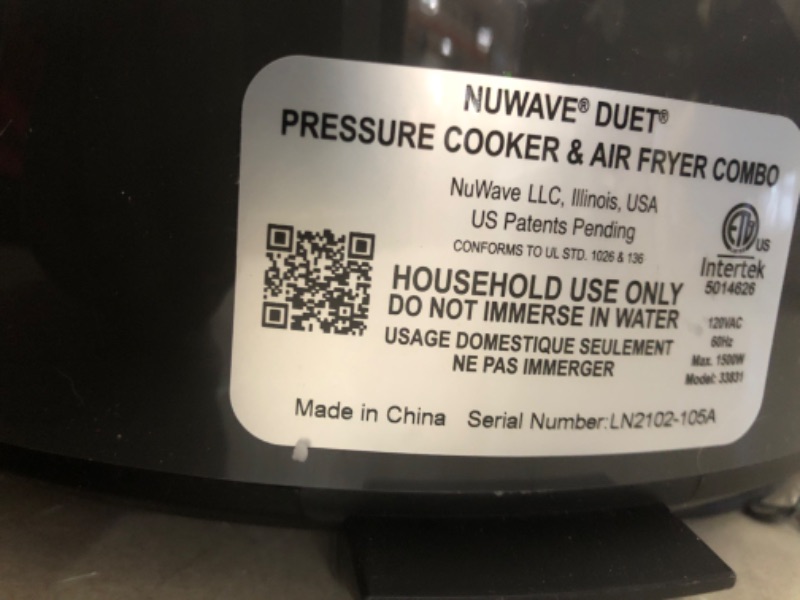 NUWAVE® DUET®
PRESSURE COOKER & AIR FRYER COMBO
NuWave LLC, Illinois, USA
US Patents Pending
CONFORMS TO UL STD. 1026 & 136
HOUSEHOLD USE ONLY
DO NOT IMMERSE IN WATER
USAGE DOMESTIQUE SEULEMENT
NE PAS IMMERGER
ETL US
Intertek
5014626
120VAC
60Hz
Max. 1500W
Model: 33831
Made in China Serial Number:LN2102-105A